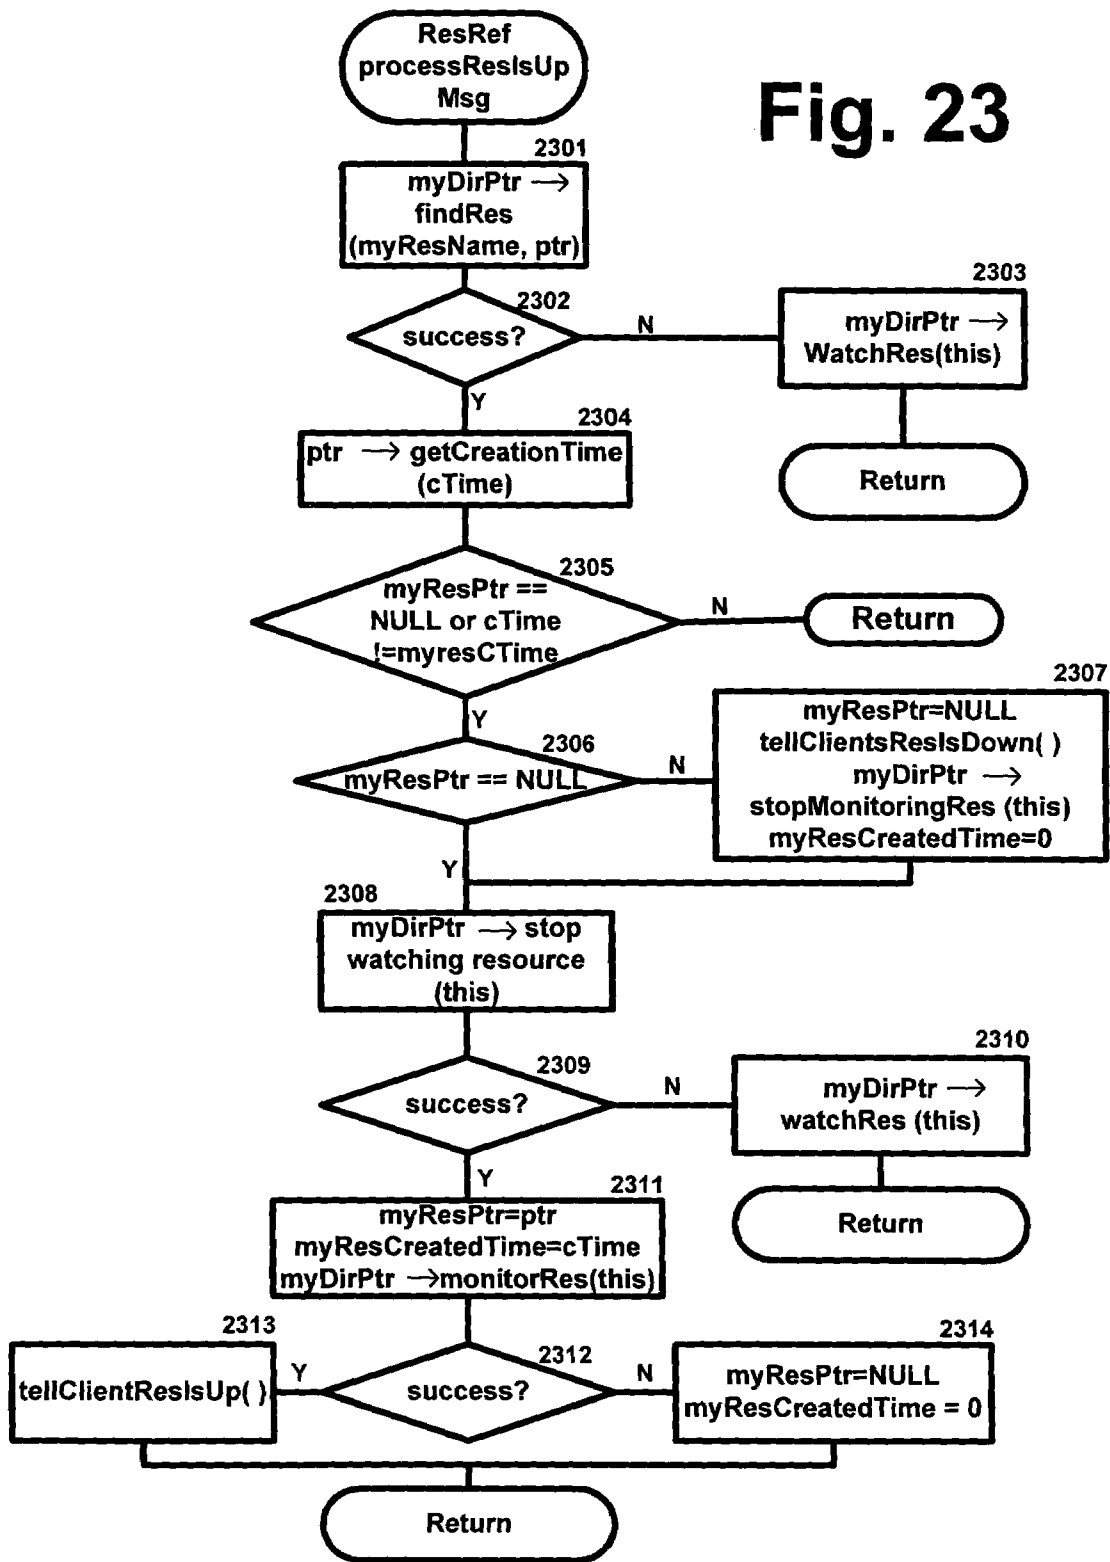 ResRef
processResIsUp
Msg
Fig. 23
2301
myDirPtr →
findRes
(myResName, ptr)
2302
success?
N
2303
myDirPtr →
WatchRes(this)
Return
Y
2304
ptr → getCreationTime
(cTime)
2305
myResPtr ==
NULL or cTime
!=myresCTime
N
Return
Y
2306
myResPtr == NULL
N
2307
myResPtr=NULL
tellClientsResIsDown( )
myDirPtr →
stopMonitoringRes (this)
myResCreatedTime=0
Y
2308
myDirPtr → stop
watching resource
(this)
2309
success?
N
2310
myDirPtr →
watchRes (this)
Return
Y
2311
myResPtr=ptr
myResCreatedTime=cTime
myDirPtr →monitorRes(this)
2312
success?
Y
2313
tellClientResIsUp( )
N
2314
myResPtr=NULL
myResCreatedTime = 0
Return